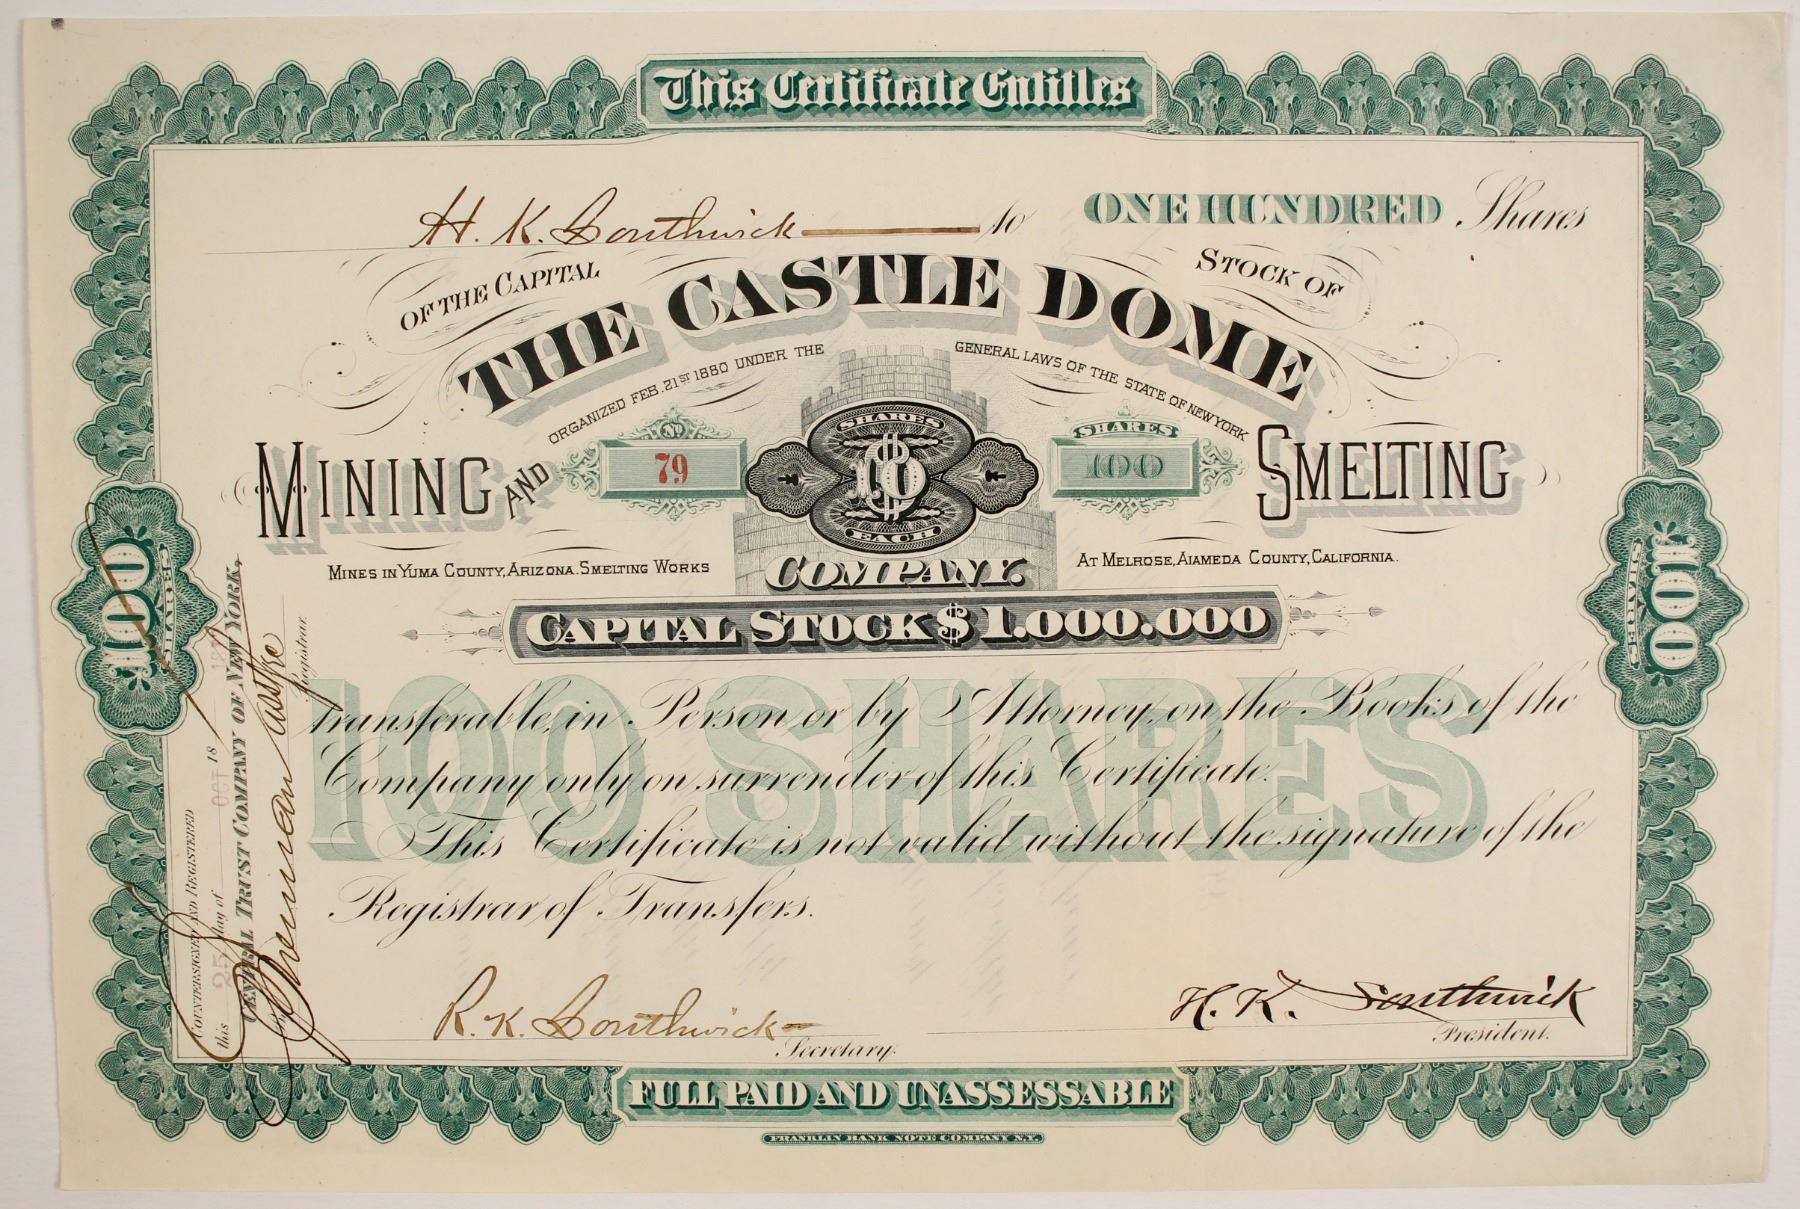 This Certificate Entitles
H. K. Southwick to ONE HUNDRED Shares
OF THE CAPITAL STOCK OF
THE CASTLE DOME
ORGANIZED FEB. 21ST 1880 UNDER THE GENERAL LAWS OF THE STATE OF NEW YORK
MINING AND SMELTING
NO 79
SHARES $10 EACH
SHARES 100
COMPANY.
MINES IN YUMA COUNTY, ARIZONA. SMELTING WORKS AT MELROSE, ALAMEDA COUNTY, CALIFORNIA.
CAPITAL STOCK $1.000.000
100 SHARES
100 SHARES
100 SHARES
transferable, in Person or by Attorney, on the Books of the
Company only on surrender of this Certificate.
This Certificate is not valid without the signature of the
Registrar of Transfers.
R. K. Southwick
Secretary.
H. K. Southwick
President.
COUNTERSIGNED AND REGISTERED
this 25 day of OCT 18
CENTRAL TRUST COMPANY OF NEW YORK,
Registrar.
FULL PAID AND UNASSESSABLE
FRANKLIN BANK NOTE COMPANY N.Y.